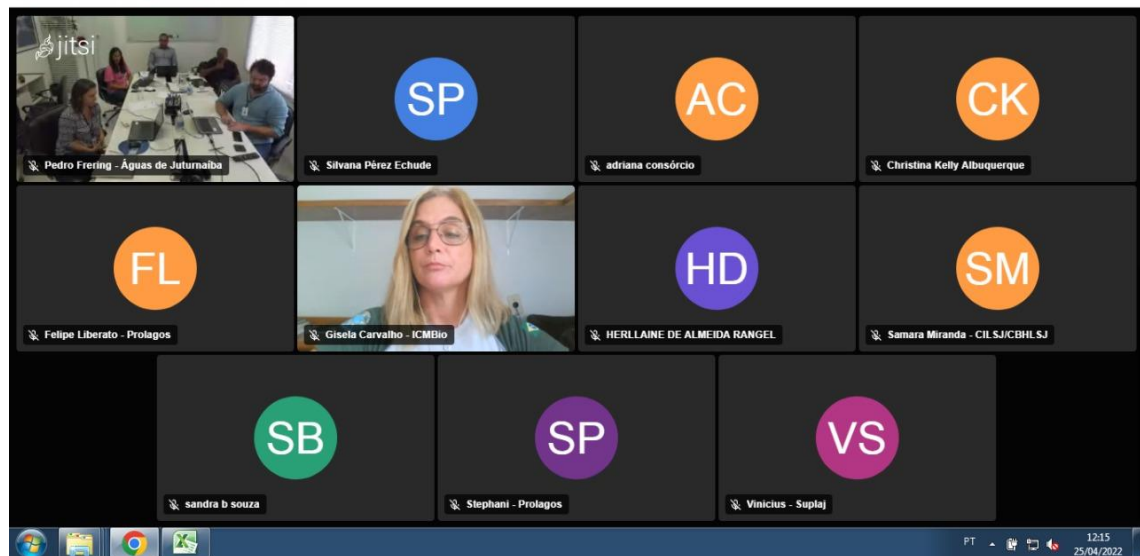 jitsi
Pedro Frering - Águas de Juturnaíba
SP
Silvana Pérez Echude
AC
adriana consórcio
CK
Christina Kelly Albuquerque
FL
Felipe Liberato - Prolagos
Gisela Carvalho - ICMBio
HD
HERLLAINE DE ALMEIDA RANGEL
SM
Samara Miranda - CILSJ/CBHLSJ
SB
sandra b souza
SP
Stephani - Prolagos
VS
Vinicius - Suplaj
PT
12:15
25/04/2022